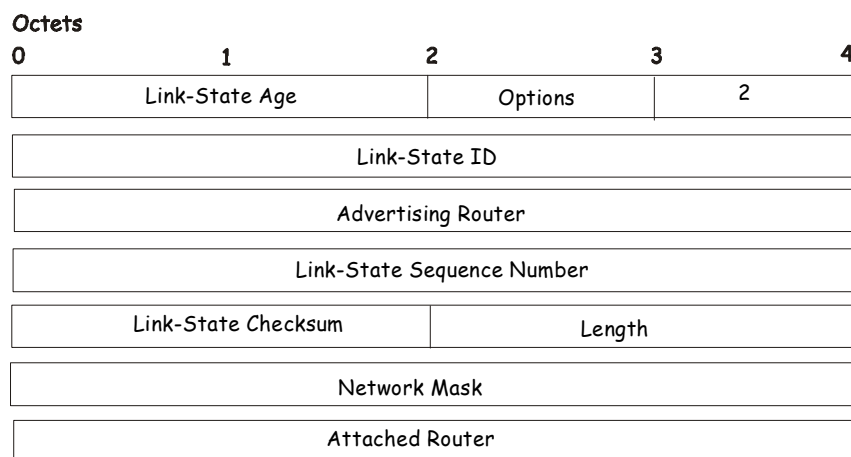 Octets
0 1 2 3 4
Link-State Age Options 2
Link-State ID
Advertising Router
Link-State Sequence Number
Link-State Checksum Length
Network Mask
Attached Router